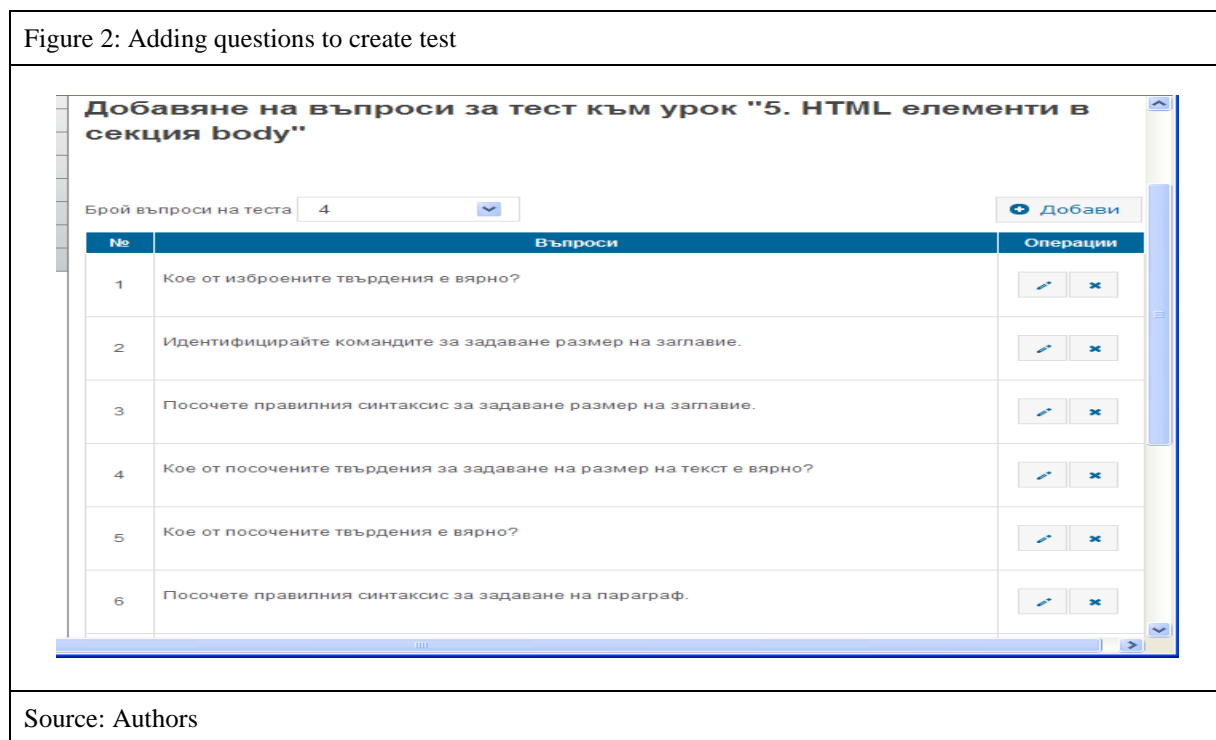 Figure 2: Adding questions to create test
Добавяне на въпроси за тест към урок "5. HTML елементи в
секция body"
Брой въпроси на теста 4 Добави
№ Въпроси Операции
1 Кое от изброените твърдения е вярно?
2 Идентифицирайте командите за задаване размер на заглавие.
3 Посочете правилния синтаксис за задаване размер на заглавие.
4 Кое от посочените твърдения за задаване на размер на текст е вярно?
5 Кое от посочените твърдения е вярно?
6 Посочете правилния синтаксис за задаване на параграф.
Source: Authors